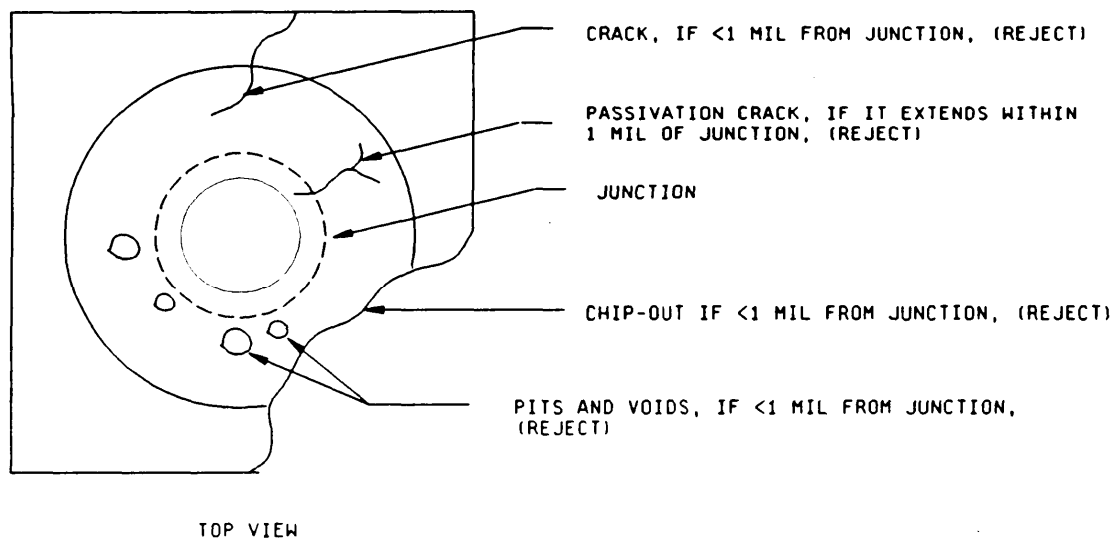 CRACK, IF <1 MIL FROM JUNCTION, (REJECT)
PASSIVATION CRACK, IF IT EXTENDS WITHIN
1 MIL OF JUNCTION, (REJECT)
JUNCTION
CHIP-OUT IF <1 MIL FROM JUNCTION, (REJECT)
PITS AND VOIDS, IF <1 MIL FROM JUNCTION,
(REJECT)
TOP VIEW